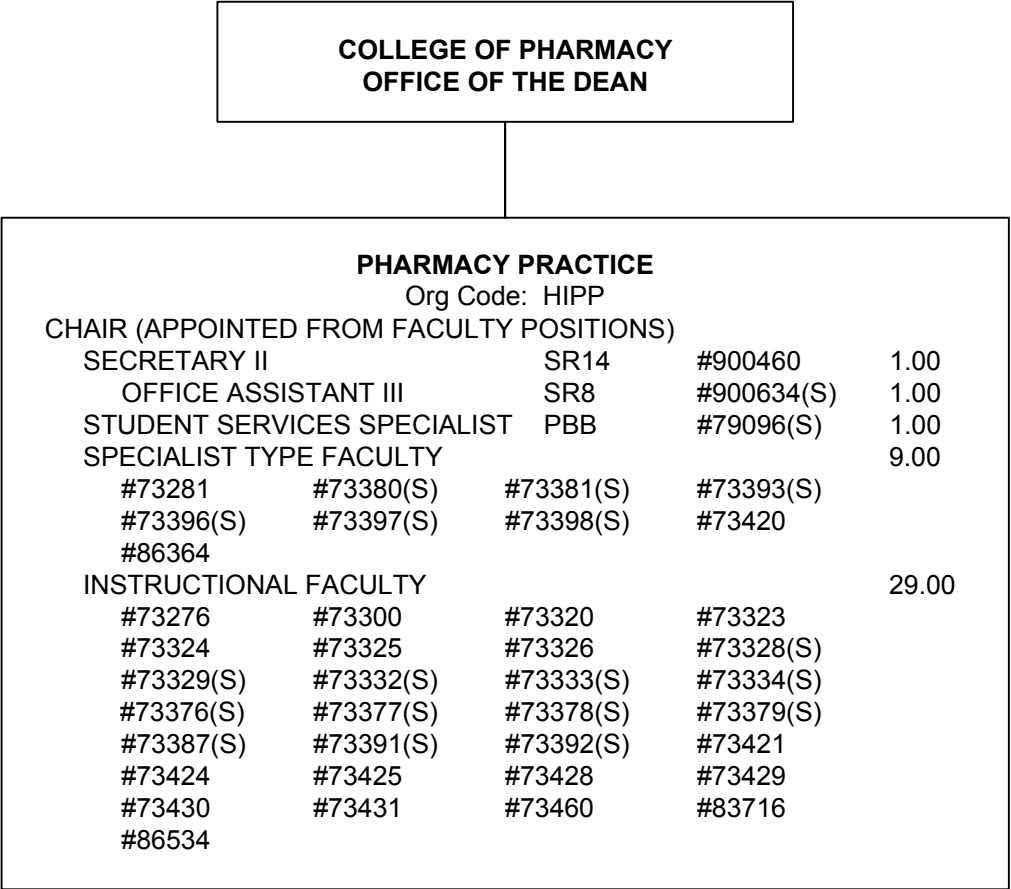 COLLEGE OF PHARMACY
OFFICE OF THE DEAN
PHARMACY PRACTICE
Org Code: HIPP
CHAIR (APPOINTED FROM FACULTY POSITIONS)
SECRETARY II SR14 #900460 1.00
OFFICE ASSISTANT III SR8 #900634(S) 1.00
STUDENT SERVICES SPECIALIST PBB #79096(S) 1.00
SPECIALIST TYPE FACULTY 9.00
#73281 #73380(S) #73381(S) #73393(S)
#73396(S) #73397(S) #73398(S) #73420
#86364
INSTRUCTIONAL FACULTY 29.00
#73276 #73300 #73320 #73323
#73324 #73325 #73326 #73328(S)
#73329(S) #73332(S) #73333(S) #73334(S)
#73376(S) #73377(S) #73378(S) #73379(S)
#73387(S) #73391(S) #73392(S) #73421
#73424 #73425 #73428 #73429
#73430 #73431 #73460 #83716
#86534